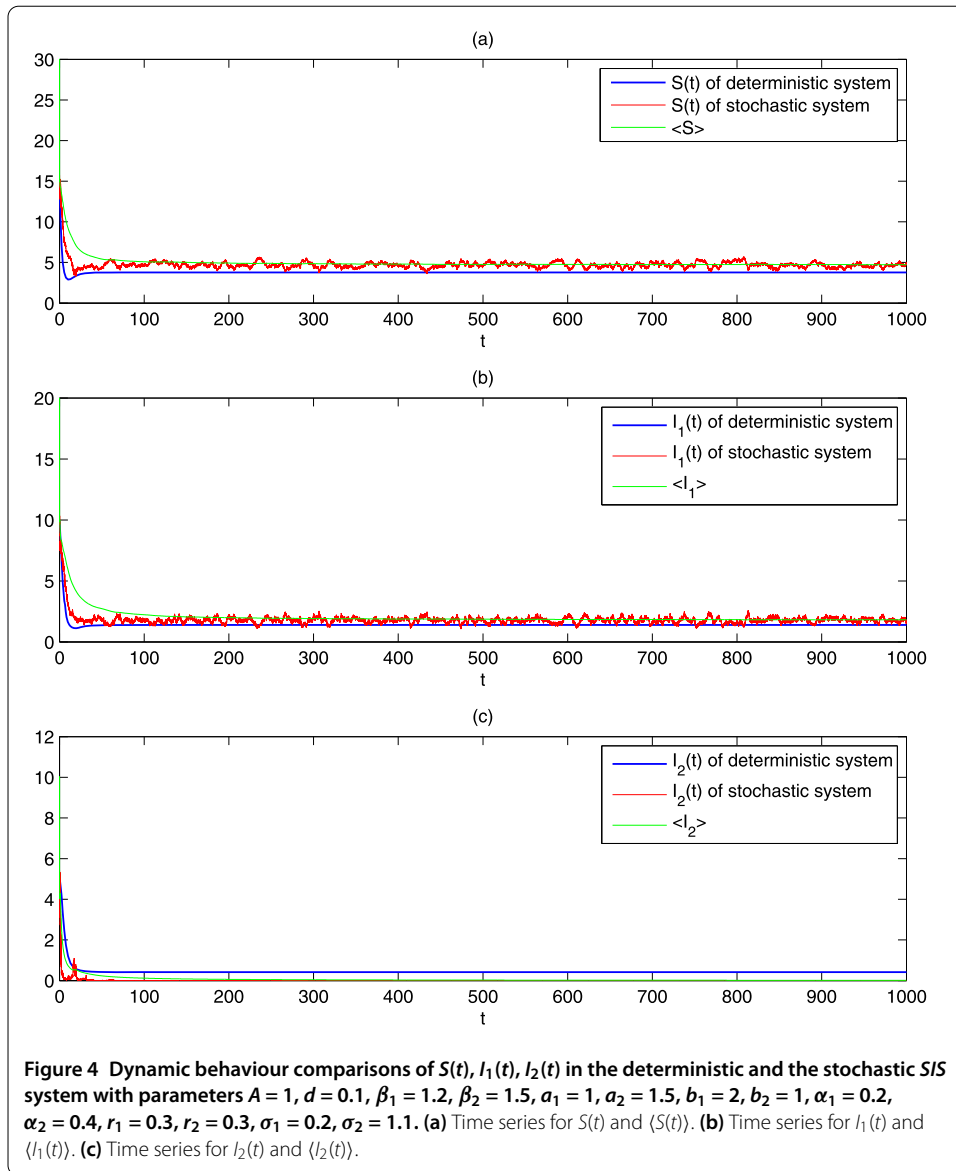 (a)
30
25
20
15
10
5
0
S(t) of deterministic system
S(t) of stochastic system
<S>
0 100 200 300 400 500 600 700 800 900 1000
t
(b)
20
15
10
5
0
I_1(t) of deterministic system
I_1(t) of stochastic system
<I_1>
0 100 200 300 400 500 600 700 800 900 1000
t
(c)
12
10
8
6
4
2
0
I_2(t) of deterministic system
I_2(t) of stochastic system
<I_2>
0 100 200 300 400 500 600 700 800 900 1000
t
Figure 4 Dynamic behaviour comparisons of S(t), I₁(t), I₂(t) in the deterministic and the stochastic SIS
system with parameters A = 1, d = 0.1, β₁ = 1.2, β₂ = 1.5, a₁ = 1, a₂ = 1.5, b₁ = 2, b₂ = 1, α₁ = 0.2,
α₂ = 0.4, r₁ = 0.3, r₂ = 0.3, σ₁ = 0.2, σ₂ = 1.1. (a) Time series for S(t) and ⟨S(t)⟩. (b) Time series for I₁(t) and
⟨I₁(t)⟩. (c) Time series for I₂(t) and ⟨I₂(t)⟩.